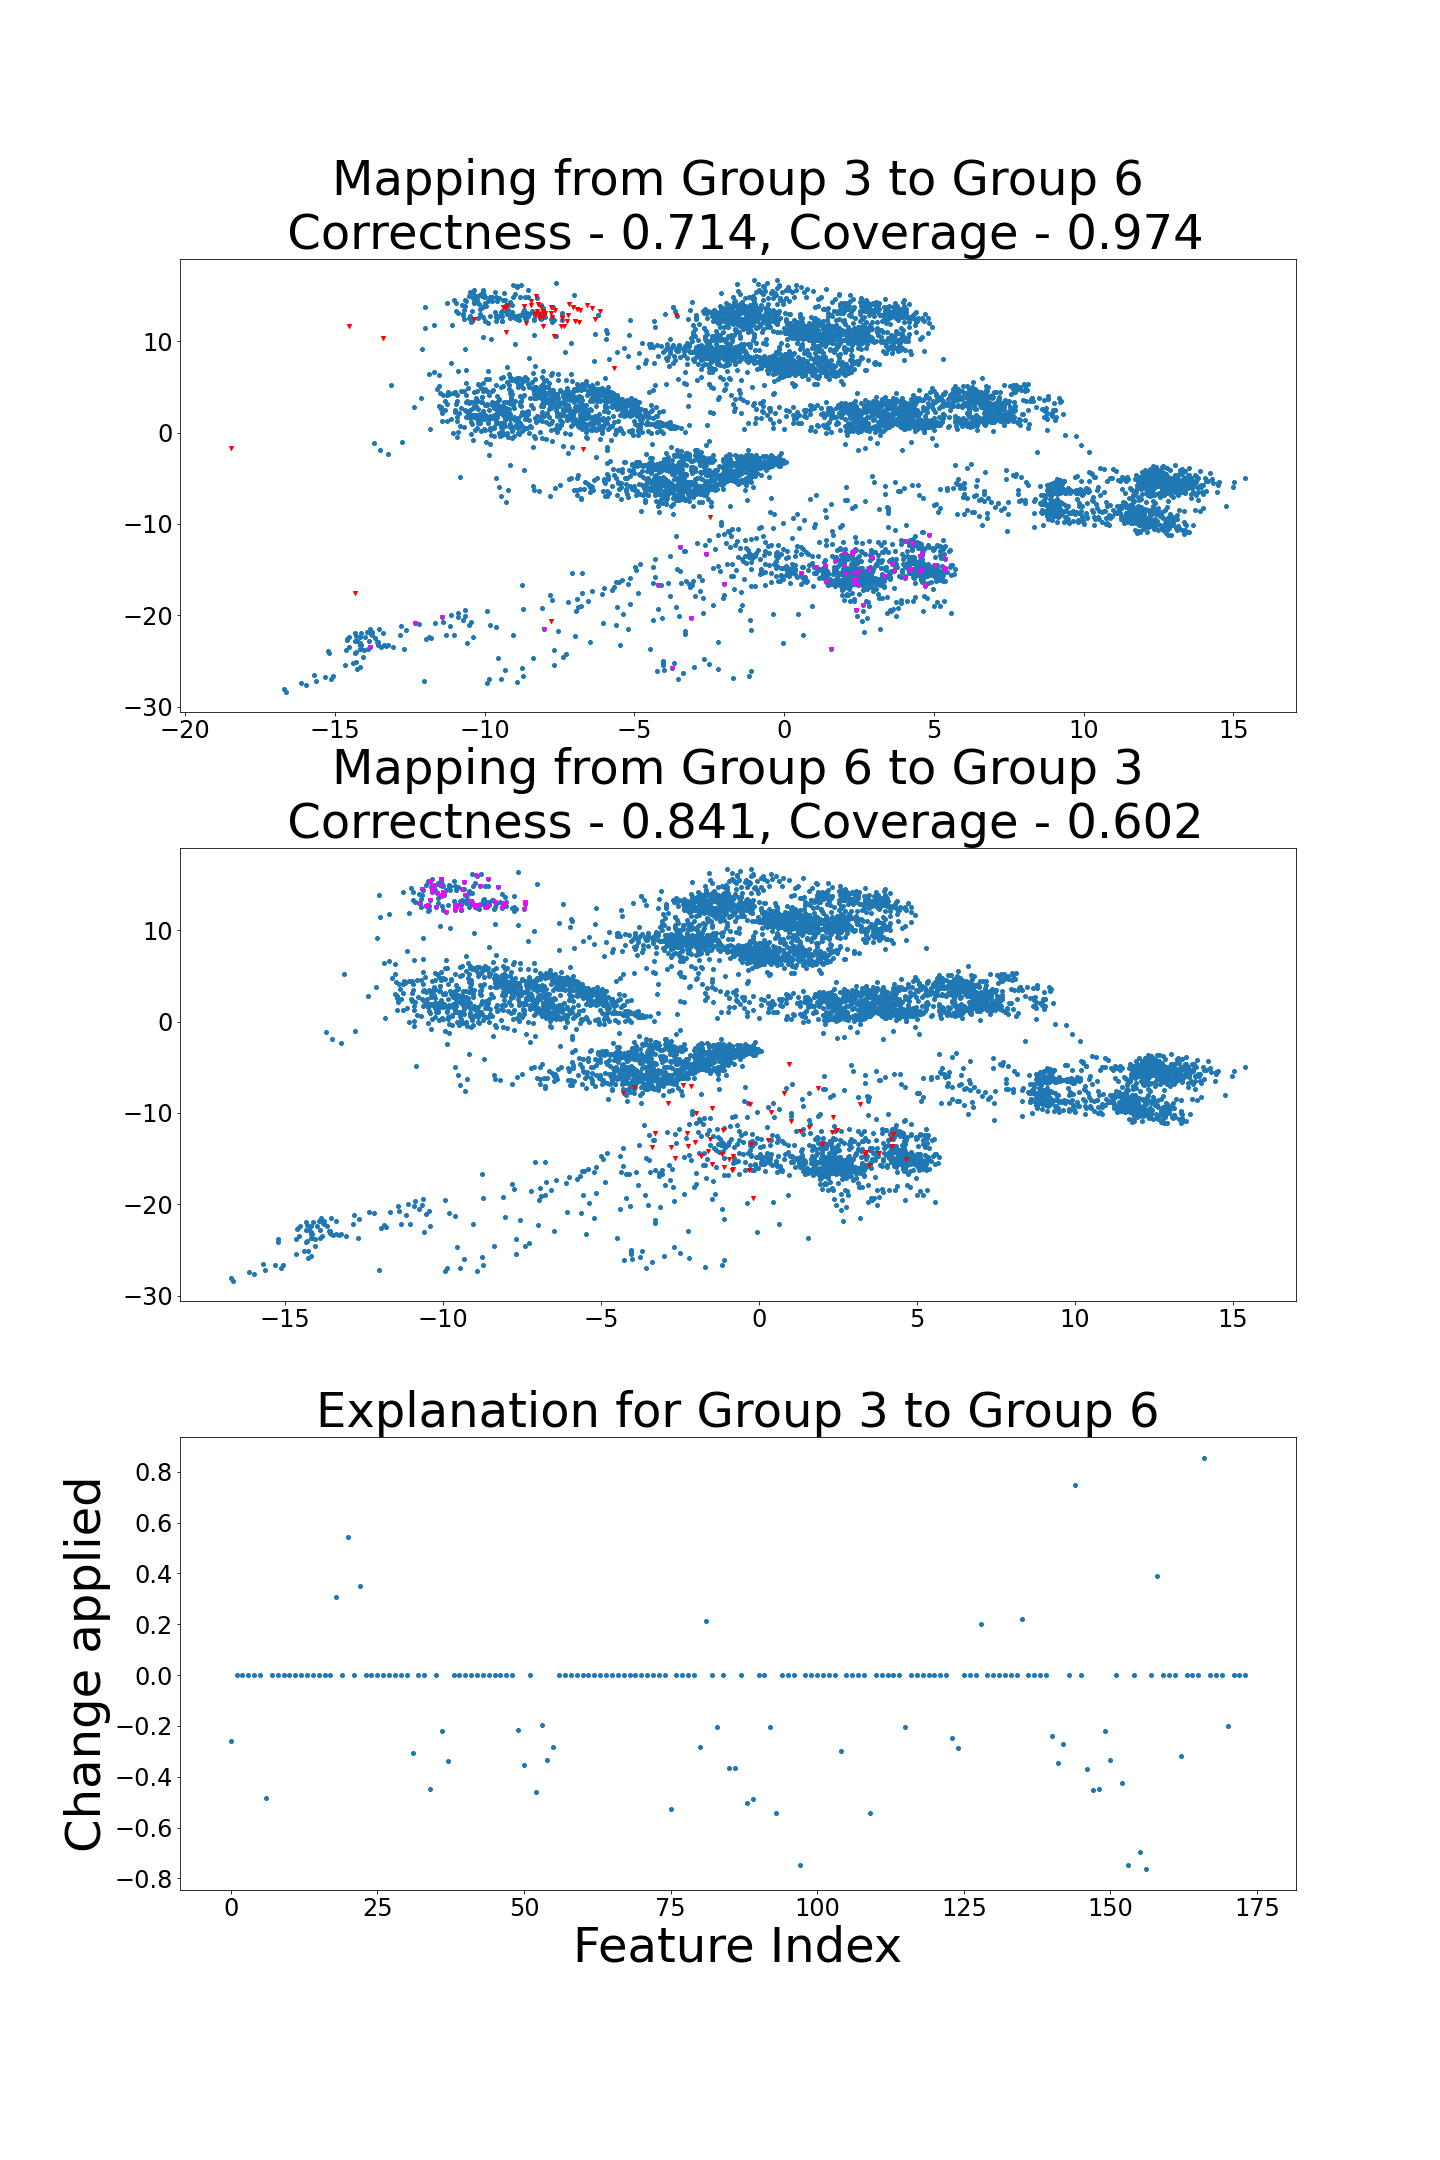 Mapping from Group 3 to Group 6
Correctness - 0.714, Coverage - 0.974
10
0
−10
−20
−30
−20 −15 −10 −5 0 5 10 15
Mapping from Group 6 to Group 3
Correctness - 0.841, Coverage - 0.602
10
0
−10
−20
−30
−15 −10 −5 0 5 10 15
Explanation for Group 3 to Group 6
Change applied
0.8
0.6
0.4
0.2
0.0
−0.2
−0.4
−0.6
−0.8
0 25 50 75 100 125 150 175
Feature Index